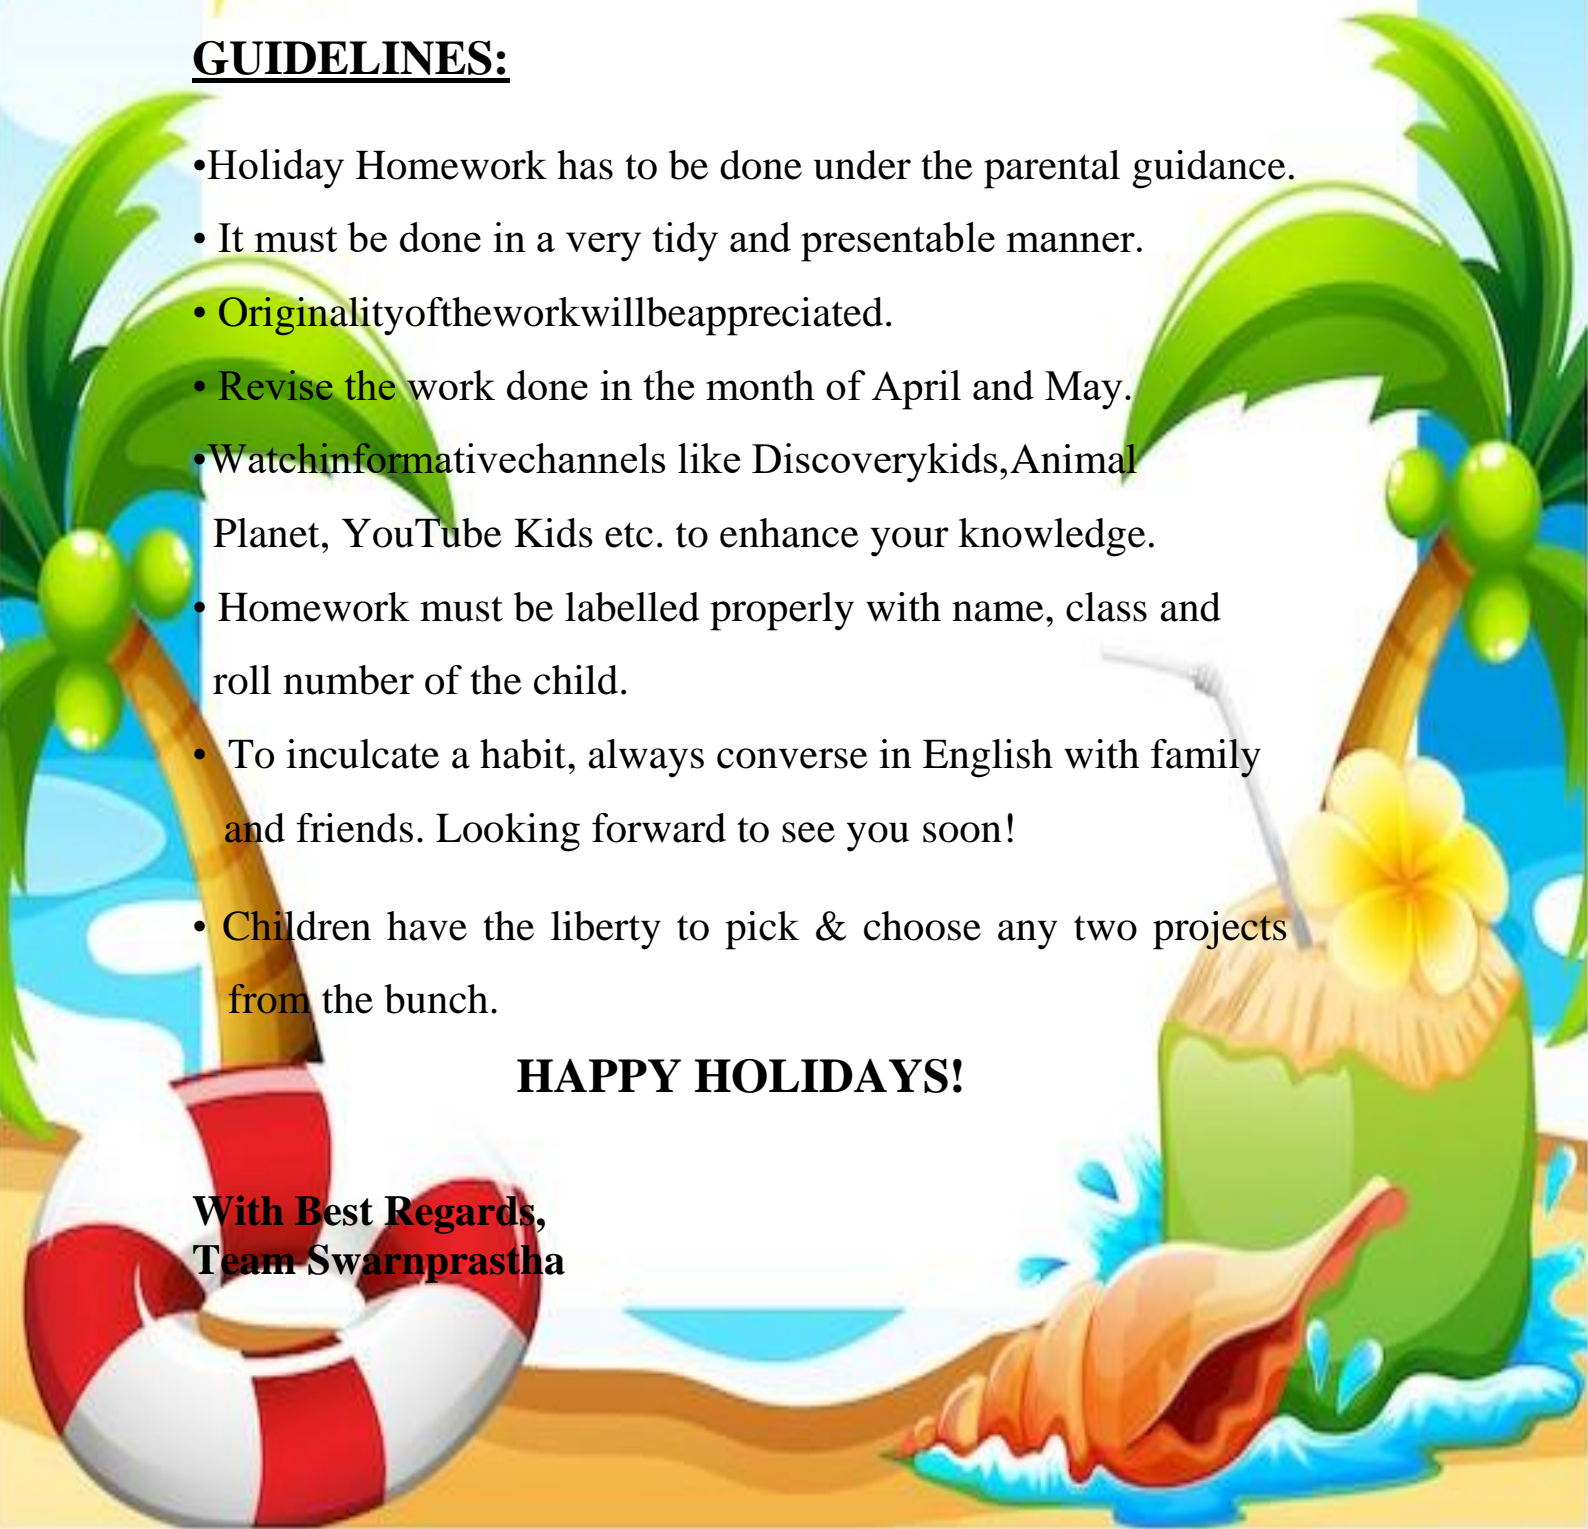 GUIDELINES:
•Holiday Homework has to be done under the parental guidance.
• It must be done in a very tidy and presentable manner.
• Originalityoftheworkwillbeappreciated.
• Revise the work done in the month of April and May.
•Watchinformativechannels like Discoverykids,Animal
Planet, YouTube Kids etc. to enhance your knowledge.
• Homework must be labelled properly with name, class and
roll number of the child.
• To inculcate a habit, always converse in English with family
and friends. Looking forward to see you soon!
• Children have the liberty to pick & choose any two projects
from the bunch.
HAPPY HOLIDAYS!
With Best Regards,
Team Swarnprastha